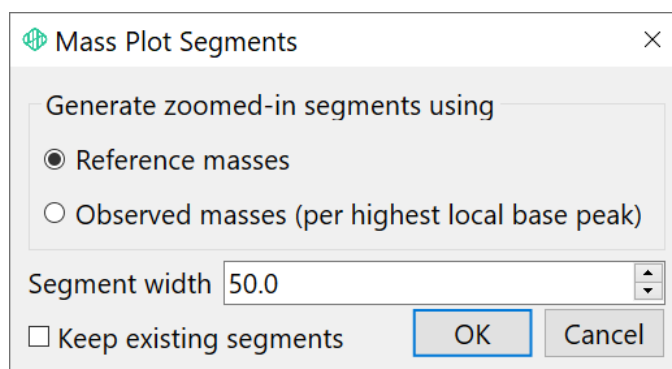 Mass Plot Segments
Generate zoomed-in segments using
Reference masses
Observed masses (per highest local base peak)
Segment width 50.0
Keep existing segments OK Cancel